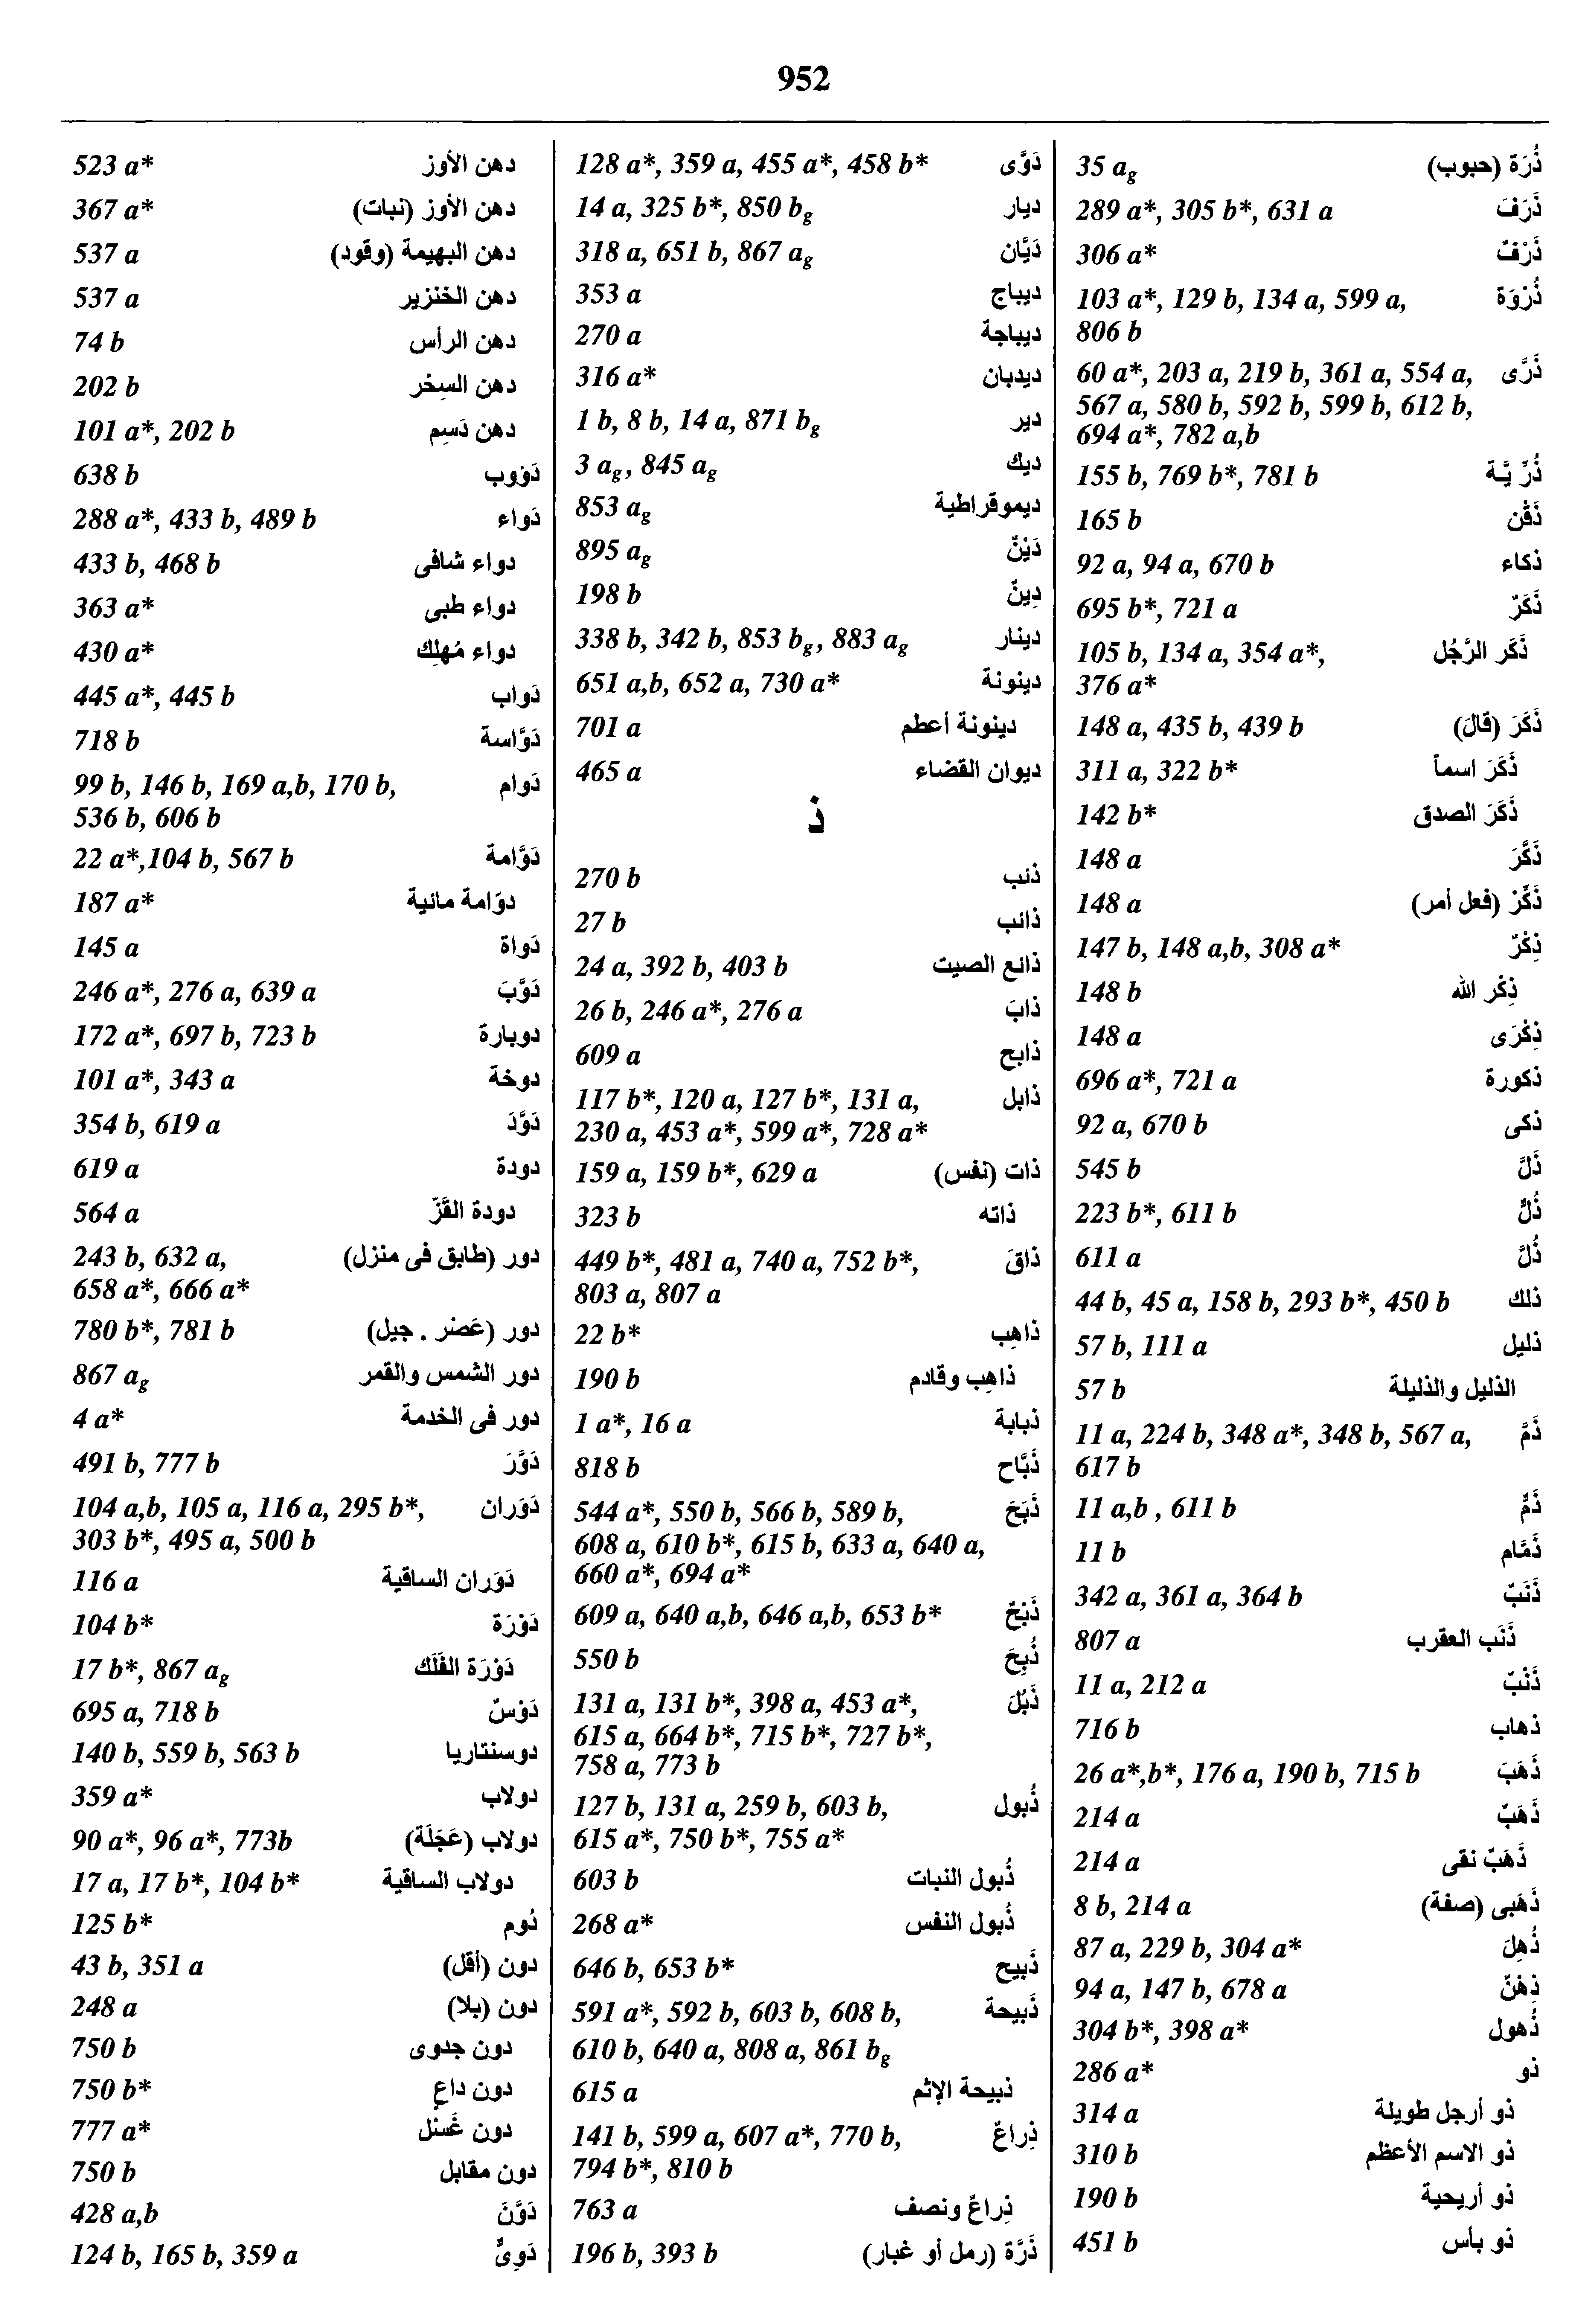 952
523 a* دهن الأوز
367 a* دهن الأوز (نبات)
537 a دهن البهيمة (وقود)
537 a دهن الخنزير
74 b دهن الرأس
202 b دهن السِخر
101 a*, 202 b دهن دَسِم
638 b دَؤوب
288 a*, 433 b, 489 b دَواء
433 b, 468 b دواء شافى
363 a* دواء طبى
430 a* دواء مُهلِك
445 a*, 445 b دَواب
718 b دَوَّاسة
99 b, 146 b, 169 a,b, 170 b, دَوام
536 b, 606 b
22 a*,104 b, 567 b دَوَّامة
187 a* دوّامة مائية
145 a دَواة
246 a*, 276 a, 639 a دَوَّبَ
172 a*, 697 b, 723 b دوبارة
101 a*, 343 a دوخة
354 b, 619 a دَوَّدَ
619 a دودة
564 a دودة القَزّ
243 b, 632 a, دور (طابق فى منزل)
658 a*, 666 a*
780 b*, 781 b دور (عَصْر . جيل)
867 ag دور الشمس والقمر
4 a* دور فى الخدمة
491 b, 777 b دَوَّرَ
104 a,b, 105 a, 116 a, 295 b*, دَوَران
303 b*, 495 a, 500 b
116 a دَوَران الساقية
104 b* دَوْرَة
17 b*, 867 ag دَوْرَة الفَلَك
695 a, 718 b دَوْسٌ
140 b, 559 b, 563 b دوسنتاريا
359 a* دولاب
90 a*, 96 a*, 773b دولاب (عَجَلَة)
17 a, 17 b*, 104 b* دولاب الساقية
125 b* دُوم
43 b, 351 a دون (أقل)
248 a دون (بلا)
750 b دون جدوى
750 b* دون داعٍ
777 a* دون غَسْل
750 b دون مقابل
428 a,b دَوَّنَ
124 b, 165 b, 359 a دَوِىٌّ
128 a*, 359 a, 455 a*, 458 b* دَوَّى
14 a, 325 b*, 850 bg ديار
318 a, 651 b, 867 ag دَيَّان
353 a ديباج
270 a ديباجة
316 a* ديدبان
1 b, 8 b, 14 a, 871 bg دير
3 ag, 845 ag ديك
853 ag ديموقراطية
895 ag دَيْنٌ
198 b دِينٌ
338 b, 342 b, 853 bg, 883 ag دينار
651 a,b, 652 a, 730 a* دينونة
701 a دينونة أعظم
465 a ديوان القضاء
ذ
270 b ذئب
27 b ذائب
24 a, 392 b, 403 b ذائع الصيت
26 b, 246 a*, 276 a ذابَ
609 a ذابح
117 b*, 120 a, 127 b*, 131 a, ذابل
230 a, 453 a*, 599 a*, 728 a*
159 a, 159 b*, 629 a ذات (نفس)
323 b ذاته
449 b*, 481 a, 740 a, 752 b*, ذاقَ
803 a, 807 a
22 b* ذاهِب
190 b ذاهِب وقادم
1 a*, 16 a ذبابة
818 b ذَبَّاح
544 a*, 550 b, 566 b, 589 b, ذَبَحَ
608 a, 610 b*, 615 b, 633 a, 640 a,
660 a*, 694 a*
609 a, 640 a,b, 646 a,b, 653 b* ذَبْحٌ
550 b ذُبِحَ
131 a, 131 b*, 398 a, 453 a*, ذَبُلَ
615 a, 664 b*, 715 b*, 727 b*,
758 a, 773 b
127 b, 131 a, 259 b, 603 b, ذُبول
615 a*, 750 b*, 755 a*
603 b ذُبول النبات
268 a* ذُبول النفس
646 b, 653 b* ذَبيح
591 a*, 592 b, 603 b, 608 b, ذَبيحة
610 b, 640 a, 808 a, 861 bg
615 a ذبيحة الإثم
141 b, 599 a, 607 a*, 770 b, ذِراعٌ
794 b*, 810 b
763 a ذِراعٌ ونصف
196 b, 393 b ذَرَّة (رمل أو غبار)
35 ag ذُرَة (حبوب)
289 a*, 305 b*, 631 a ذَرَفَ
306 a* ذَرْفٌ
103 a*, 129 b, 134 a, 599 a, ذُرْوَة
806 b
60 a*, 203 a, 219 b, 361 a, 554 a, ذَرَّى
567 a, 580 b, 592 b, 599 b, 612 b,
694 a*, 782 a,b
155 b, 769 b*, 781 b ذُرِّ يَّة
165 b ذَقْن
92 a, 94 a, 670 b ذكاء
695 b*, 721 a ذَكَرٌ
105 b, 134 a, 354 a*, ذَكَر الرَّجُل
376 a*
148 a, 435 b, 439 b ذَكَرَ (قالَ)
311 a, 322 b* ذَكَرَ اسماً
142 b* ذَكَرَ الصدق
148 a ذَكَّرَ
148 a ذَكِّرْ (فعل أمر)
147 b, 148 a,b, 308 a* ذِكْرٌ
148 b ذِكْر الله
148 a ذِكْرَى
696 a*, 721 a ذكورة
92 a, 670 b ذكى
545 b ذَلَّ
223 b*, 611 b ذُلٌّ
611 a ذُلَّ
44 b, 45 a, 158 b, 293 b*, 450 b ذلك
57 b, 111 a ذليل
57 b الذليل والذليلة
11 a, 224 b, 348 a*, 348 b, 567 a, ذَمَّ
617 b
11 a,b , 611 b ذَمٌّ
11 b ذَمَّام
342 a, 361 a, 364 b ذَنَبٌ
807 a ذَنَب العقرب
11 a, 212 a ذَنْبٌ
716 b ذهاب
26 a*,b*, 176 a, 190 b, 715 b ذَهَبَ
214 a ذَهَبٌ
214 a ذَهَبٌ نقى
8 b, 214 a ذَهَبى (صفة)
87 a, 229 b, 304 a* ذُهِلَ
94 a, 147 b, 678 a ذِهْنٌ
304 b*, 398 a* ذُهول
286 a* ذو
314 a ذو أرجل طويلة
310 b ذو الاسم الأعظم
190 b ذو أريحية
451 b ذو بأس